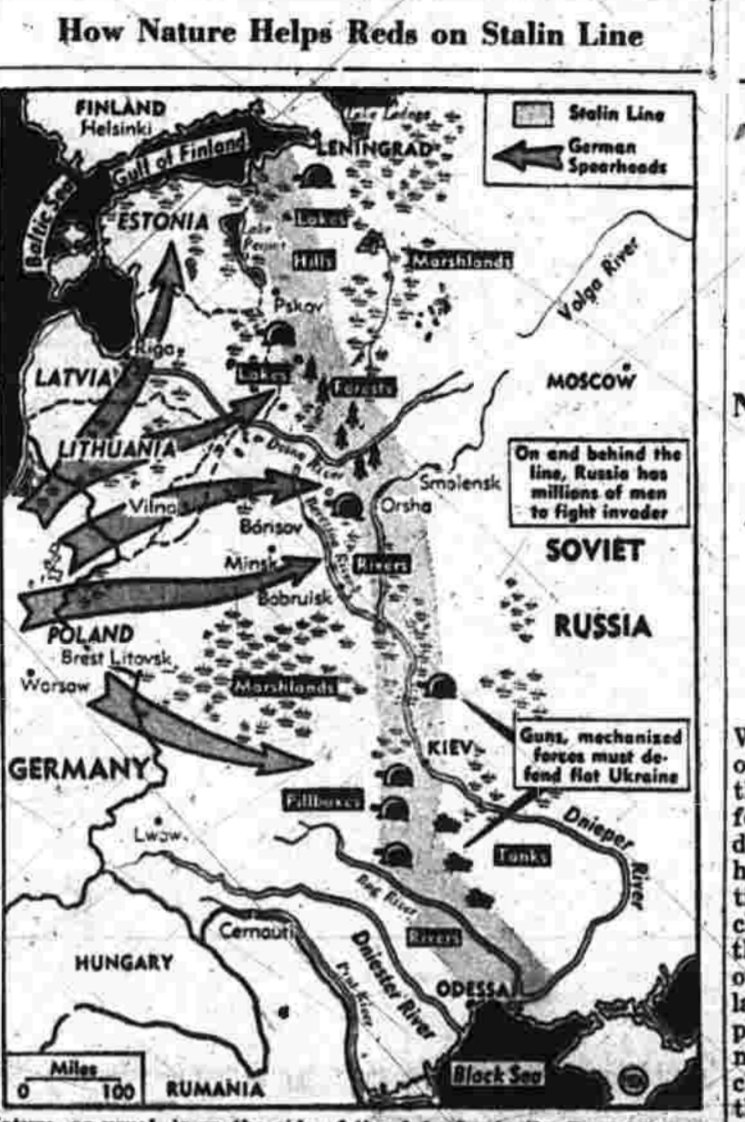 How Nature Helps Reds on Stalin Line
FINLAND
Helsinki
Lake Ladoga
Stalin Line
German
Spearheads
Gulf of Finland
LENINGRAD
Baltic Sea
ESTONIA
Lakes
Lake
Hills
Marshlands
Volga River
Pskov
Riga
LATVIA
Lakes
Forests
MOSCOW
LITHUANIA
On and behind the
line, Russia has
millions of men
to fight invader
Smolensk
Vilna
Orsha
River
Borisov
Minsk
Rivers
SOVIET
RUSSIA
Bobruisk
POLAND
Brest Litovsk
Warsaw
Marshlands
KIEV
Guns, mechanized
forces must de-
fend flat Ukraine
GERMANY
Pillboxes
Dnieper
River
Lwow
Tanks
Bug River
Cernauti
Rivers
HUNGARY
Dniester River
Prut River
ODESSA
Miles
0 100
RUMANIA
Black Sea